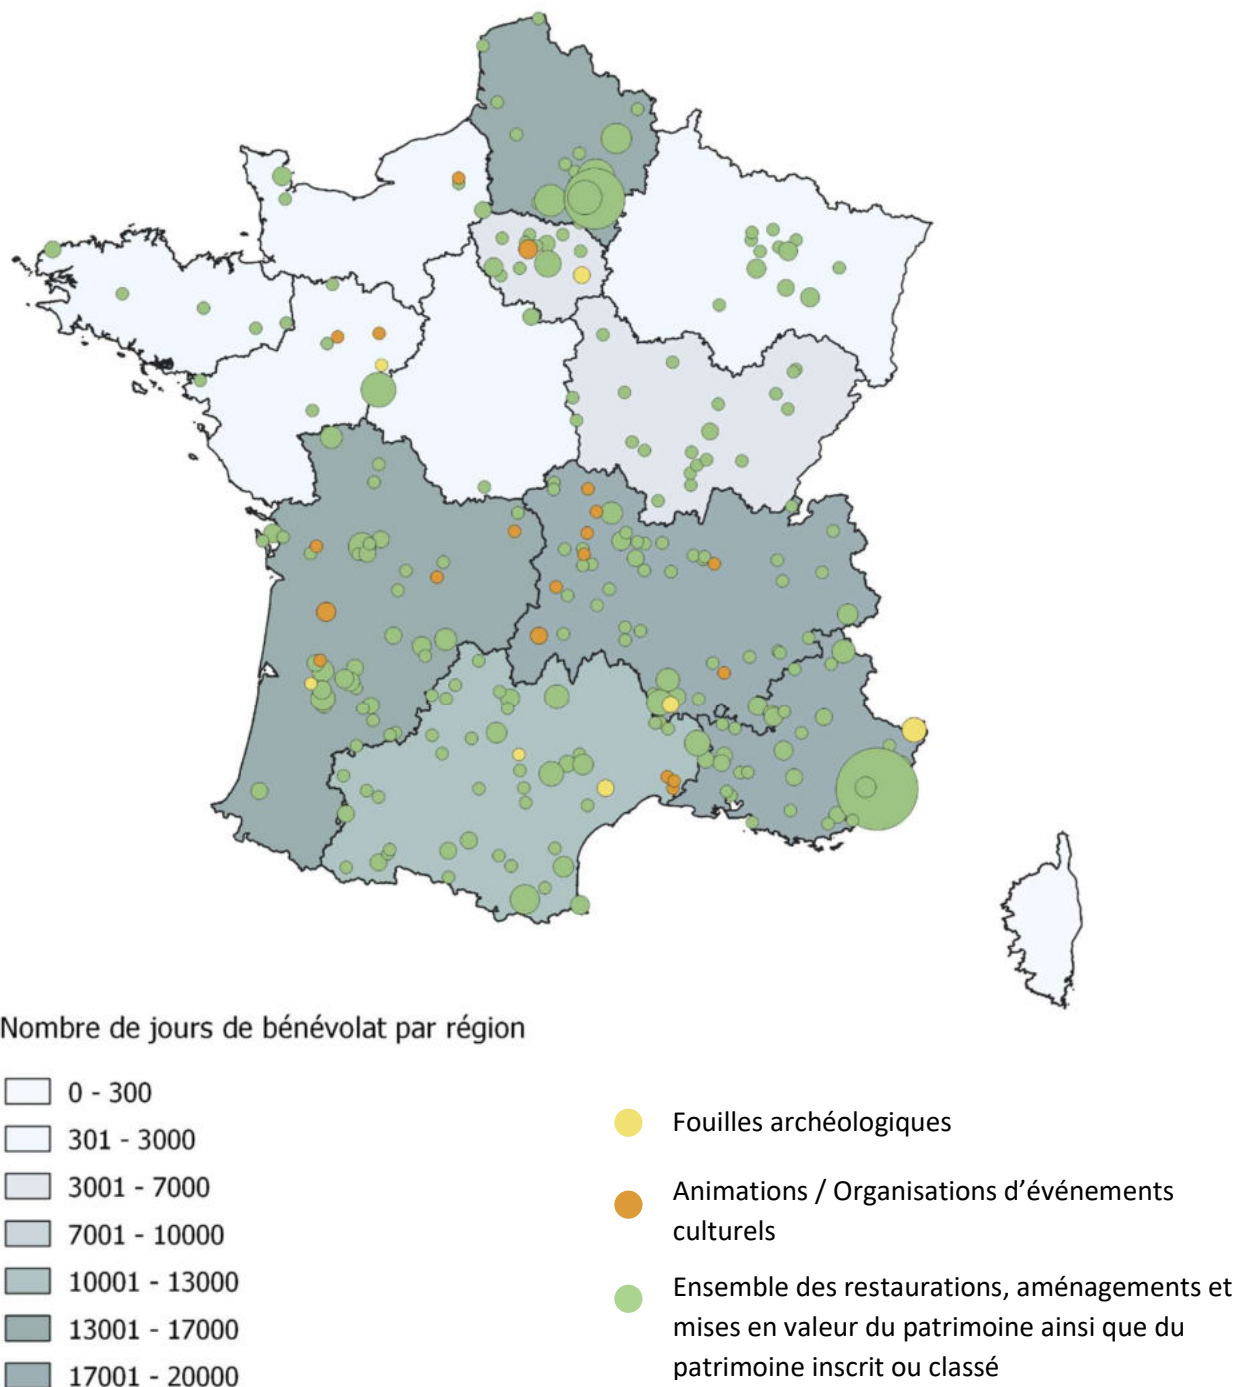 Nombre de jours de bénévolat par région
0 - 300
301 - 3000
3001 - 7000
7001 - 10000
10001 - 13000
13001 - 17000
17001 - 20000
Fouilles archéologiques
Animations / Organisations d’événements
culturels
Ensemble des restaurations, aménagements et
mises en valeur du patrimoine ainsi que du
patrimoine inscrit ou classé